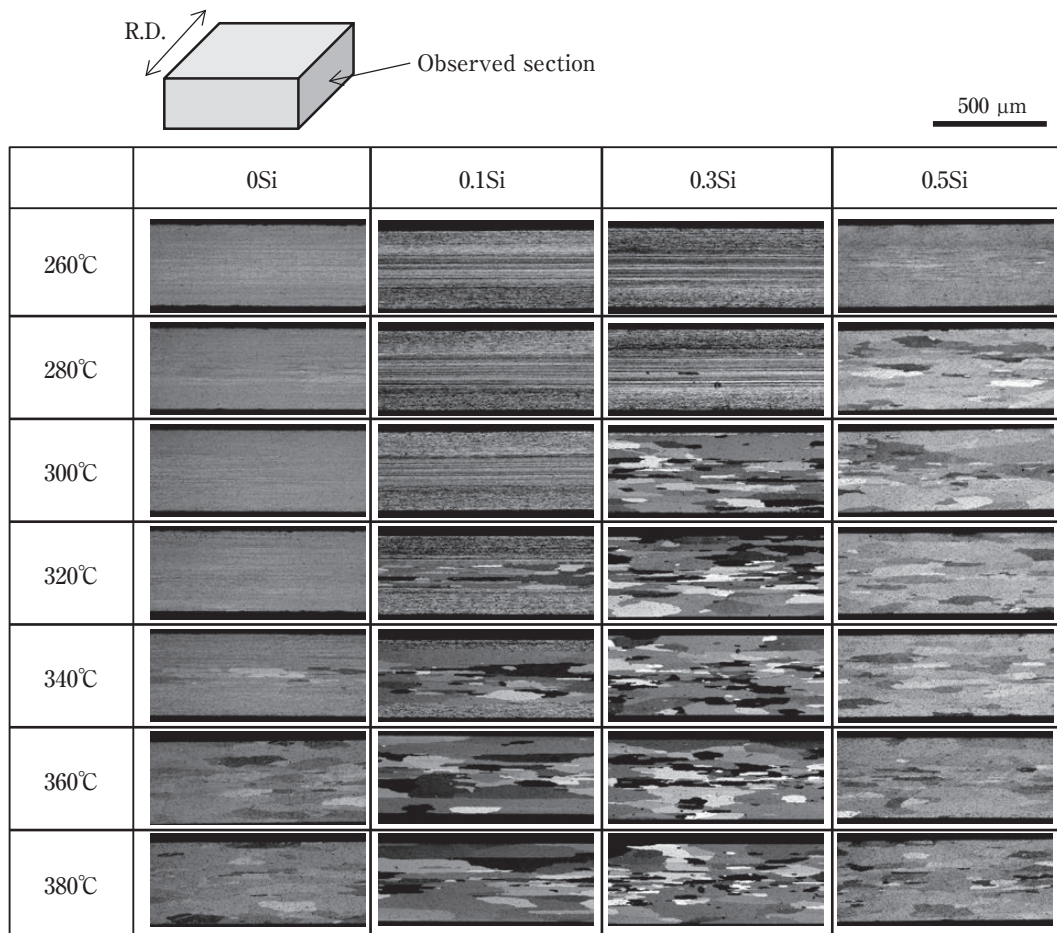 R.D.
Observed section
500 μm
0Si 0.1Si 0.3Si 0.5Si
260℃
280℃
300℃
320℃
340℃
360℃
380℃